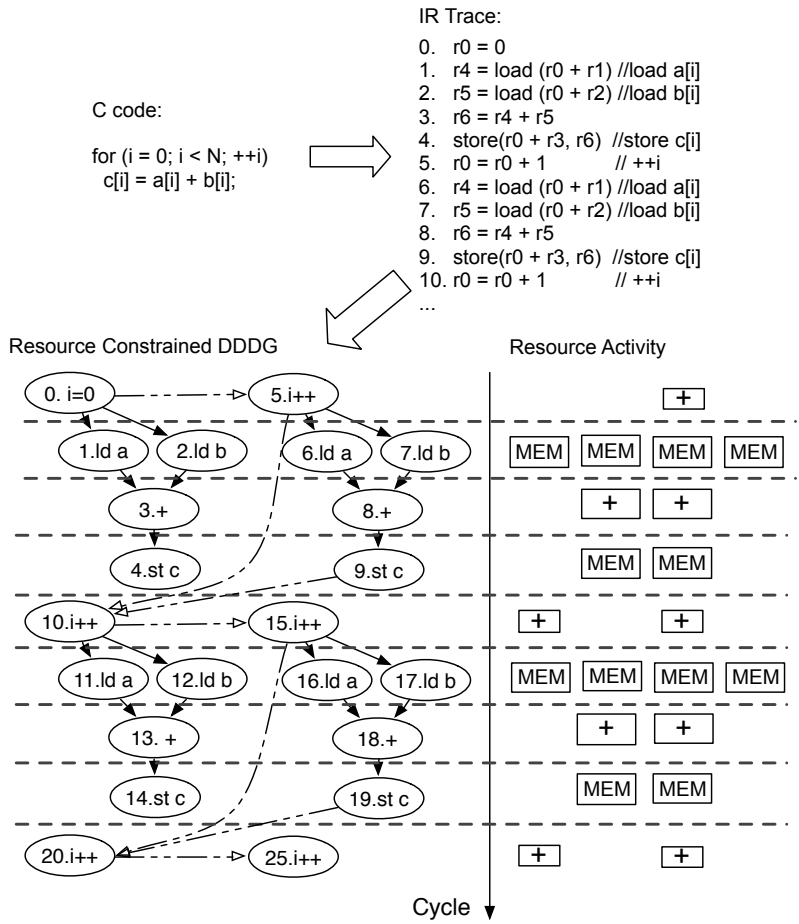 IR Trace:
0. r0 = 0
1. r4 = load (r0 + r1) //load a[i]
2. r5 = load (r0 + r2) //load b[i]
3. r6 = r4 + r5
4. store(r0 + r3, r6) //store c[i]
5. r0 = r0 + 1 // ++i
6. r4 = load (r0 + r1) //load a[i]
7. r5 = load (r0 + r2) //load b[i]
8. r6 = r4 + r5
9. store(r0 + r3, r6) //store c[i]
10. r0 = r0 + 1 // ++i
...
C code:
for (i = 0; i < N; ++i)
c[i] = a[i] + b[i];
Resource Constrained DDDG
Resource Activity
0. i=0 5.i++ +
1.ld a 2.ld b 6.ld a 7.ld b MEM MEM MEM MEM
3.+ 8.+ + +
4.st c 9.st c MEM MEM
10.i++ 15.i++ + +
11.ld a 12.ld b 16.ld a 17.ld b MEM MEM MEM MEM
13. + 18.+ + +
14.st c 19.st c MEM MEM
20.i++ 25.i++ + +
Cycle